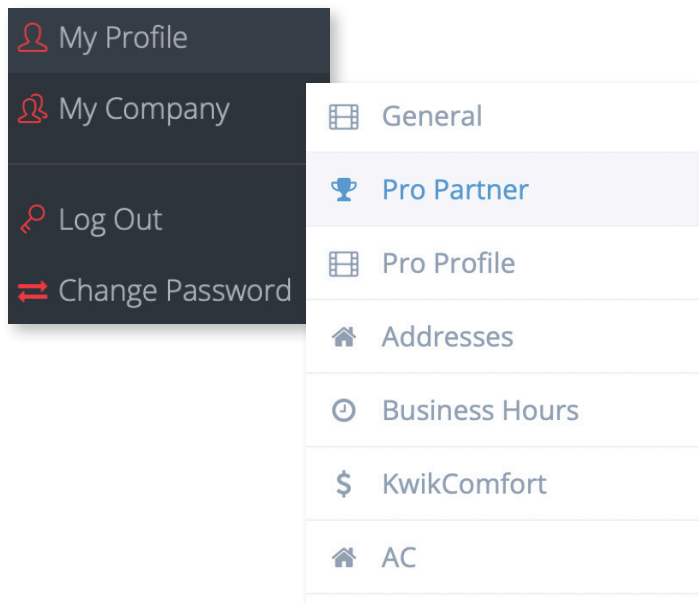 My Profile
My Company
Log Out
Change Password
General
Pro Partner
Pro Profile
Addresses
Business Hours
KwikComfort
AC